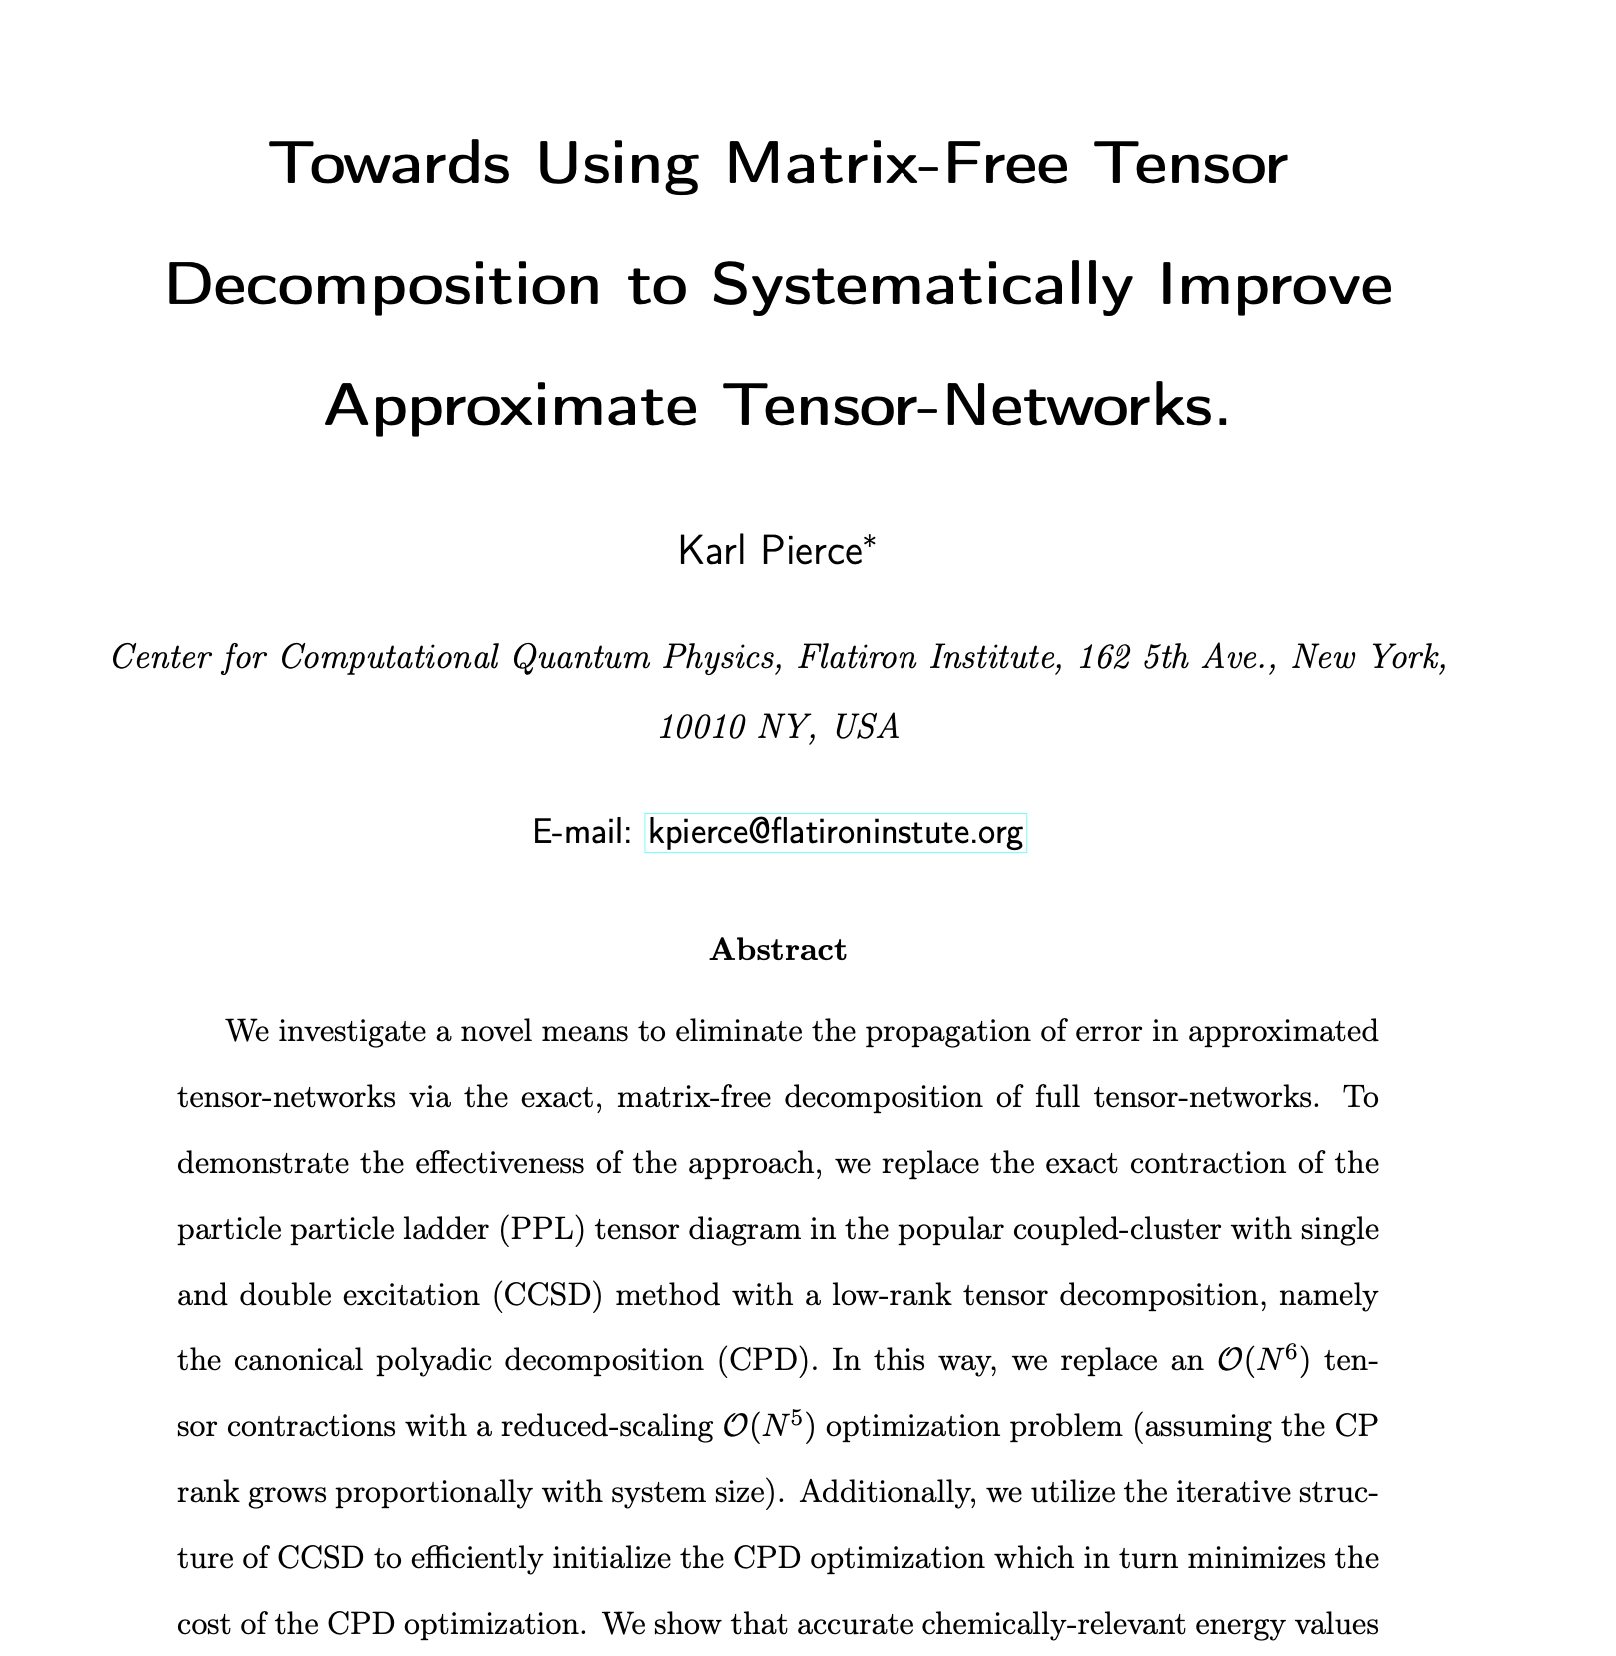 Towards Using Matrix-Free Tensor
Decomposition to Systematically Improve
Approximate Tensor-Networks.
Karl Pierce*
Center for Computational Quantum Physics, Flatiron Institute, 162 5th Ave., New York,
10010 NY, USA
E-mail: kpierce@flatironinstute.org
Abstract
We investigate a novel means to eliminate the propagation of error in approximated
tensor-networks via the exact, matrix-free decomposition of full tensor-networks. To
demonstrate the effectiveness of the approach, we replace the exact contraction of the
particle particle ladder (PPL) tensor diagram in the popular coupled-cluster with single
and double excitation (CCSD) method with a low-rank tensor decomposition, namely
the canonical polyadic decomposition (CPD). In this way, we replace an 𝒪(N⁶) ten-
sor contractions with a reduced-scaling 𝒪(N⁵) optimization problem (assuming the CP
rank grows proportionally with system size). Additionally, we utilize the iterative struc-
ture of CCSD to efficiently initialize the CPD optimization which in turn minimizes the
cost of the CPD optimization. We show that accurate chemically-relevant energy values